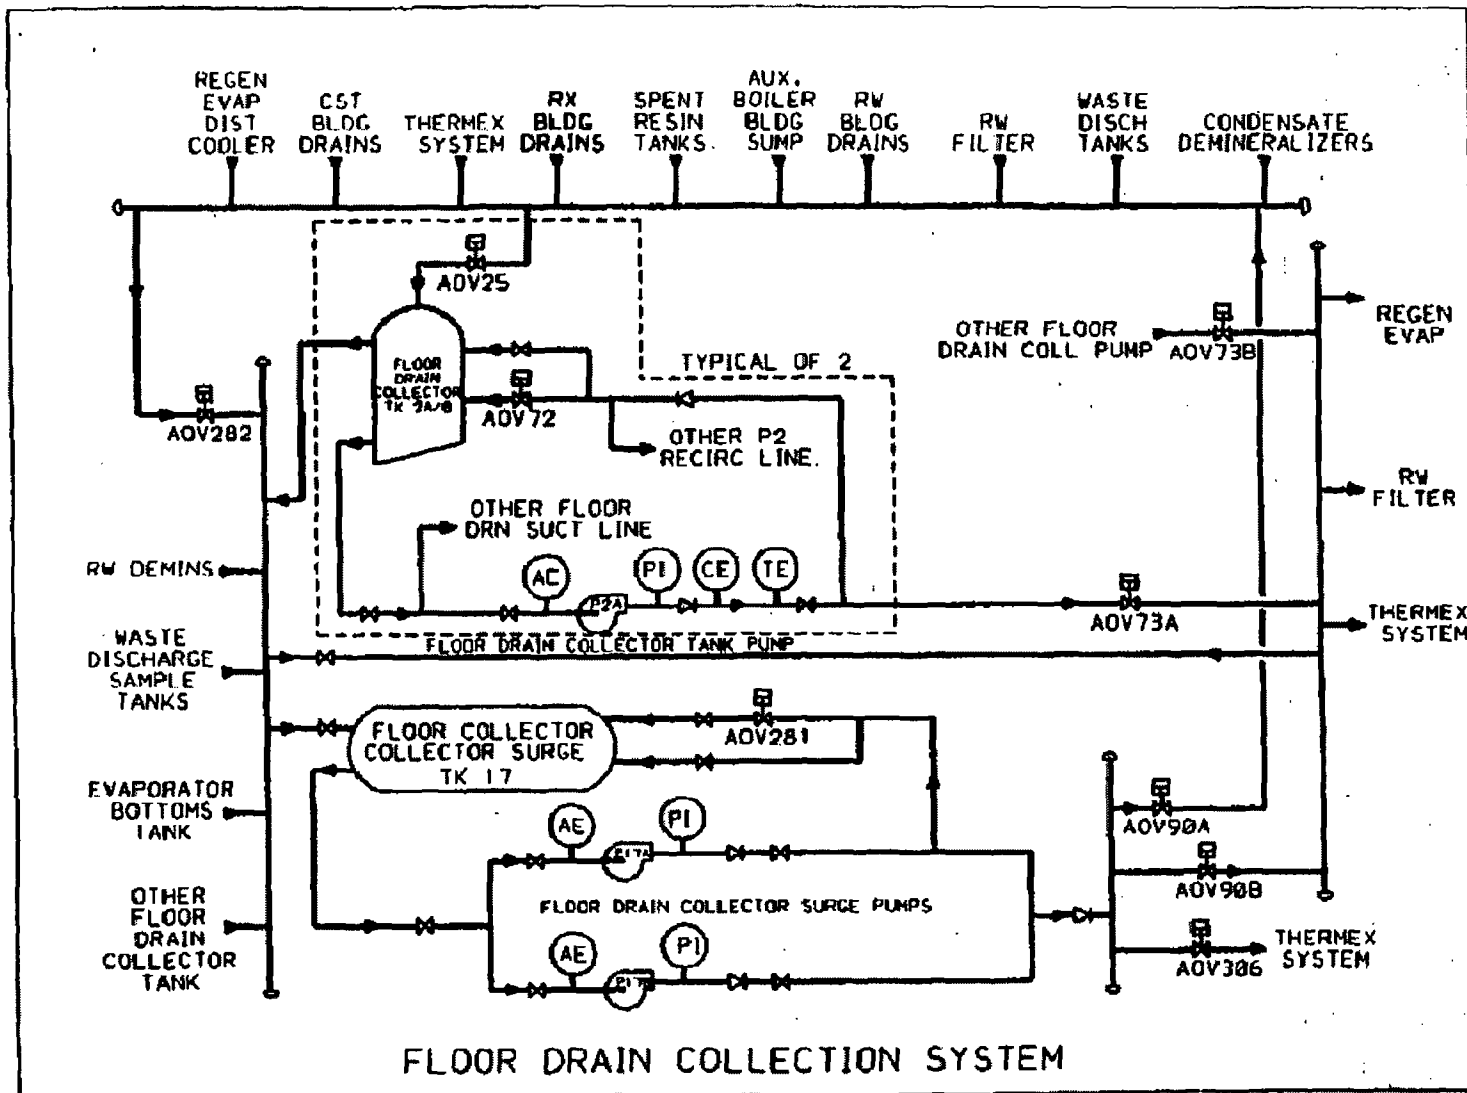 REGEN
EVAP
DIST
COOLER
CST
BLDG
DRAINS
THERMEX
SYSTEM
RX
BLDG
DRAINS
SPENT
RESIN
TANKS.
AUX.
BOILER
BLDG
SUMP
RW
BLDG
DRAINS
RW
FILTER
WASTE
DISCH
TANKS
CONDENSATE
DEMINERALIZERS
AOV25
FLOOR
DRAIN
COLLECTOR
AOV72
TYPICAL OF 2
OTHER P2
RECIRC LINE.
OTHER FLOOR
DRAIN COLL PUMP
AOV73B
REGEN
EVAP
AOV282
RW
FILTER
OTHER FLOOR
DRN SUCT LINE
RW DEMINS
AC
P2A
PI
CE
TE
AOV73A
THERMEX
SYSTEM
FLOOR DRAIN COLLECTOR TANK PUMP
WASTE
DISCHARGE
SAMPLE
TANKS
FLOOR COLLECTOR
COLLECTOR SURGE
TK 17
AOV281
EVAPORATOR
BOTTOMS
TANK
AE
PI
AOV90A
AOV90B
OTHER
FLOOR
DRAIN
COLLECTOR
TANK
FLOOR DRAIN COLLECTOR SURGE PUMPS
AE
PI
AOV306
THERMEX
SYSTEM
FLOOR DRAIN COLLECTION SYSTEM